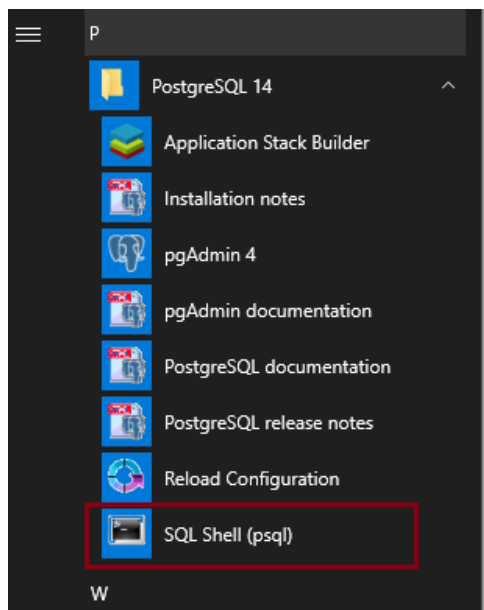 P
PostgreSQL 14
Application Stack Builder
Installation notes
pgAdmin 4
pgAdmin documentation
PostgreSQL documentation
PostgreSQL release notes
Reload Configuration
SQL Shell (psql)
W